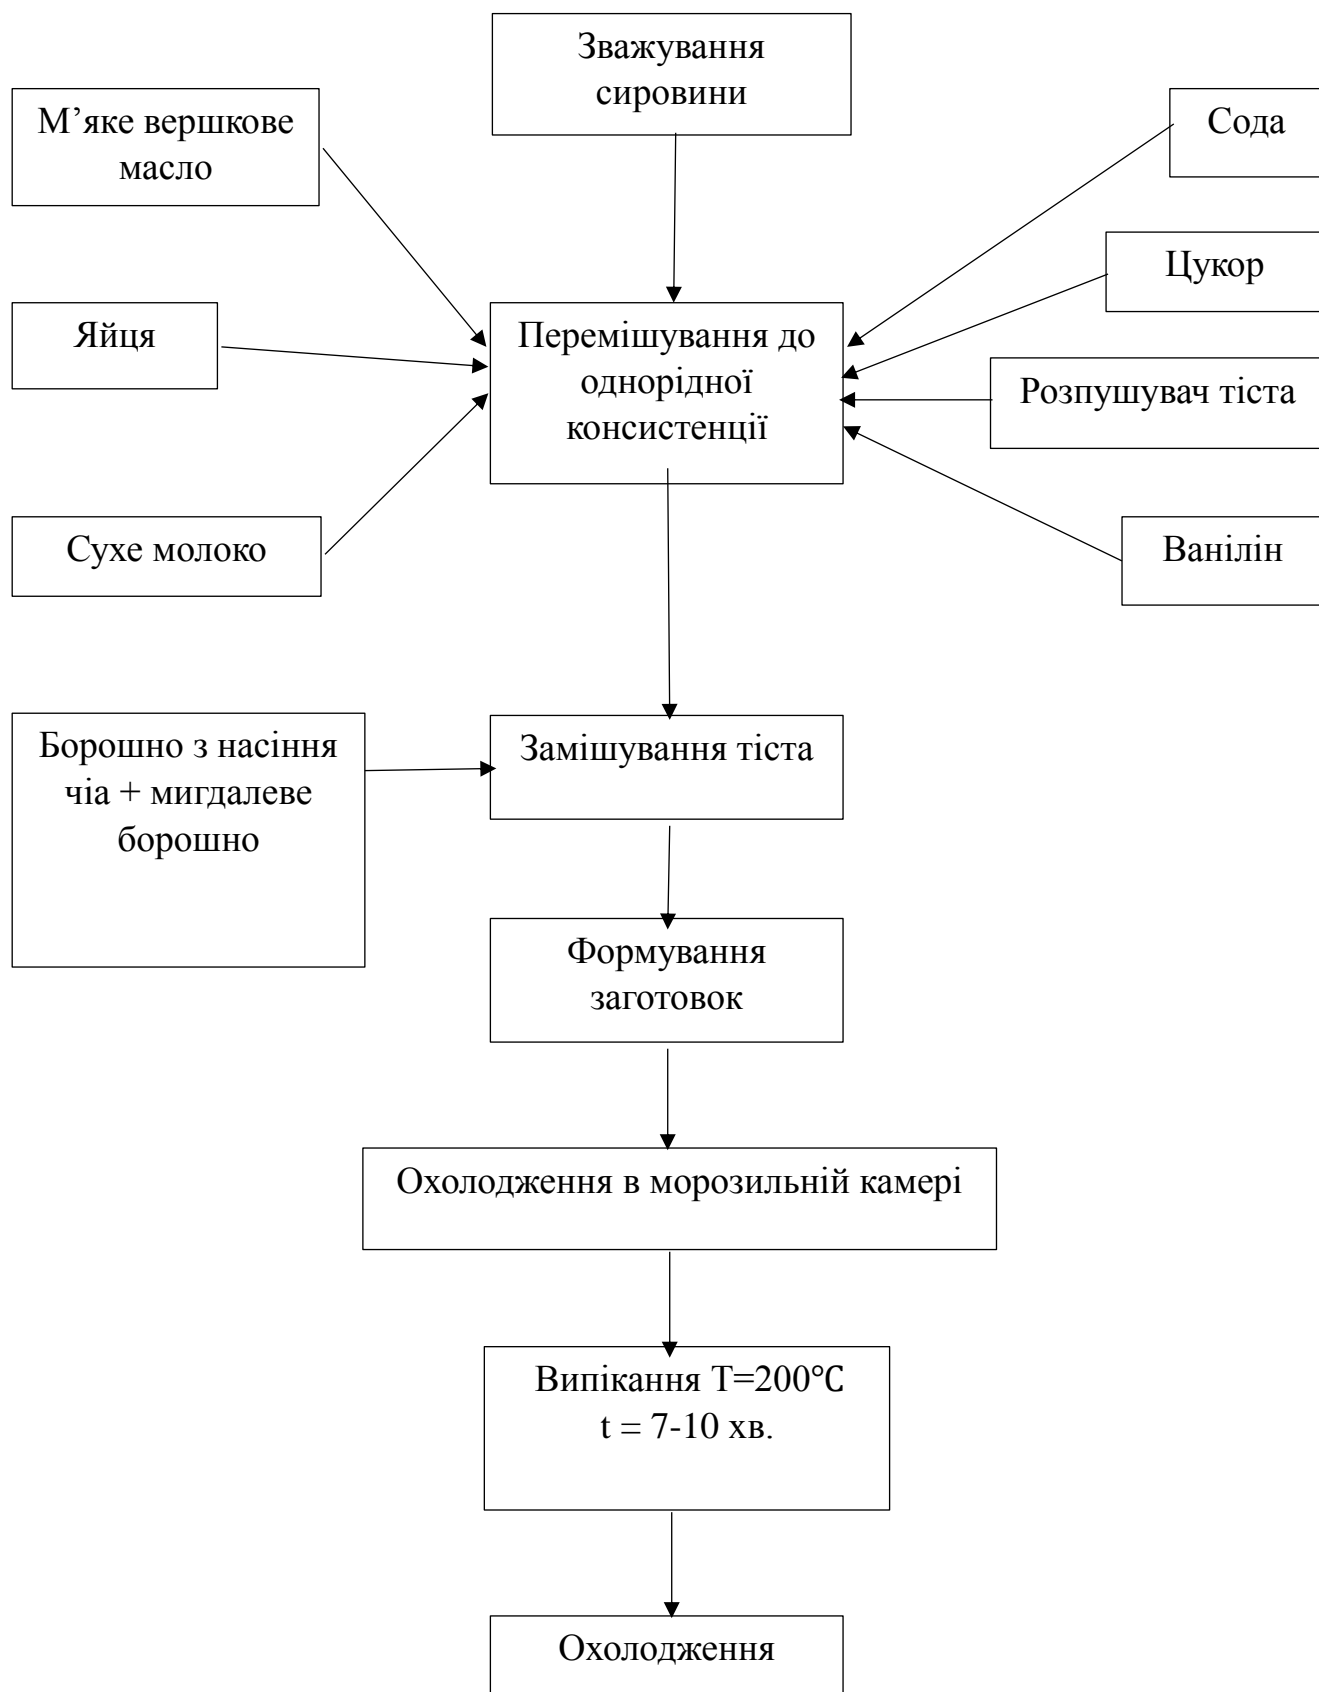 Зважування
сировини
М’яке вершкове
масло
Сода
Цукор
Яйця
Перемішування до
однорідної
консистенції
Розпушувач тіста
Сухе молоко
Ванілін
Борошно з насіння
чіа + мигдалеве
борошно
Замішування тіста
Формування
заготовок
Охолодження в морозильній камері
Випікання T=200℃
t = 7-10 хв.
Охолодження